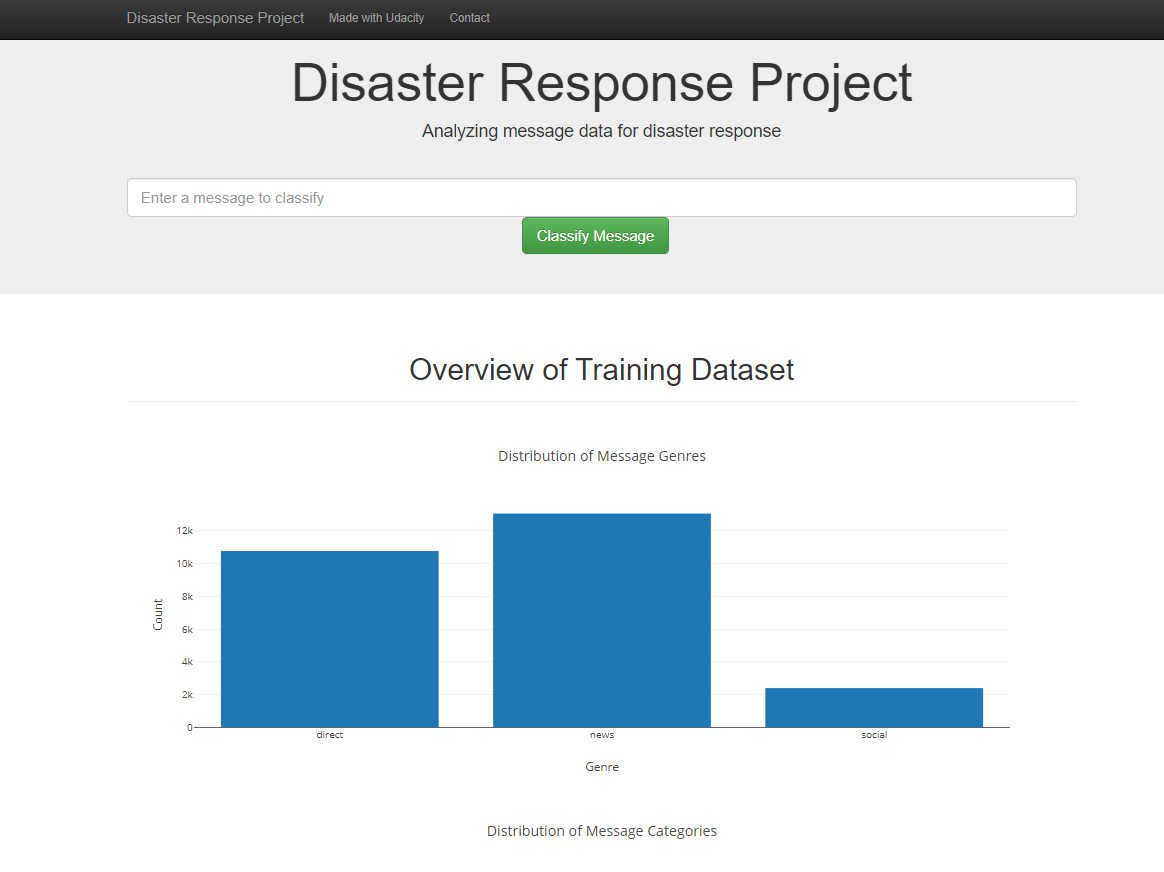 Disaster Response Project Made with Udacity Contact
Disaster Response Project
Analyzing message data for disaster response
Enter a message to classify
Classify Message
Overview of Training Dataset
Distribution of Message Genres
12k
10k
8k
6k
4k
2k
0
Count
direct news social
Genre
Distribution of Message Categories